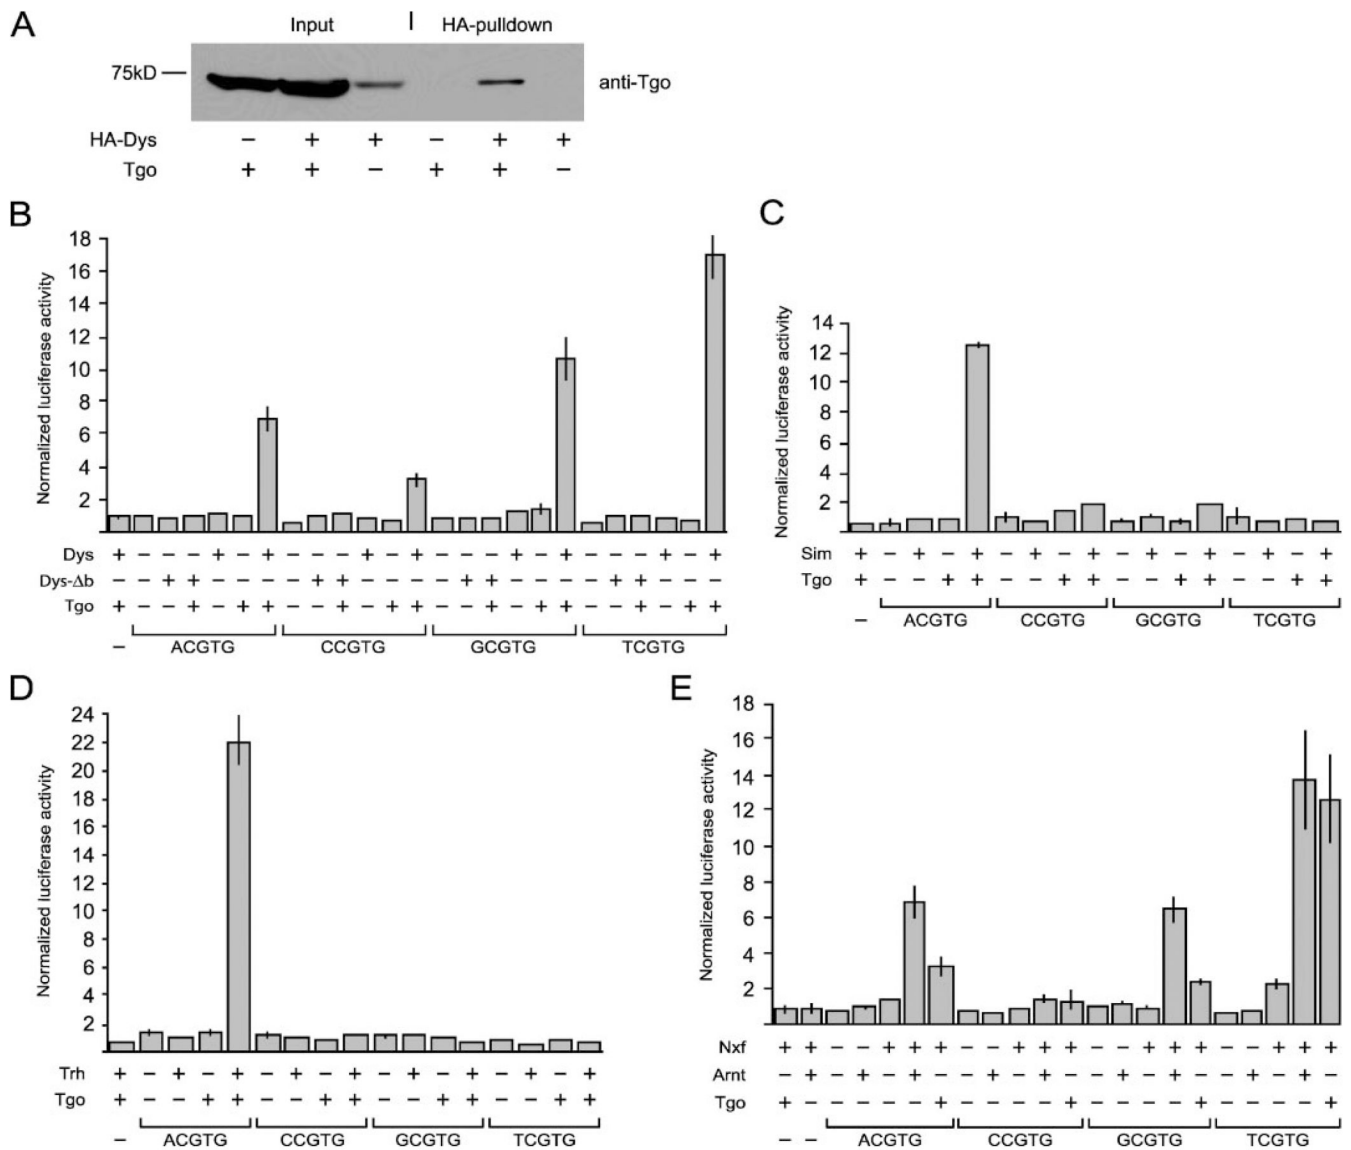 A
Input | HA-pulldown
75kD
anti-Tgo
HA-Dys − + + − + +
Tgo + + − + + −
B
Normalized luciferase activity
18
16
14
12
10
8
6
4
2
Dys + − − − + − + − − − + − + − − − + − + − − − + − +
Dys-Δb − − + + − − − − + + − − − − + + − − − − + + − − −
Tgo + − − + − + + − − + − + + − − + − + + − − + − + +
− ACGTG CCGTG GCGTG TCGTG
C
Normalized luciferase activity
14
12
10
8
6
4
2
Sim + − + − + − + − + − + − + − + − +
Tgo + − − + + − − + + − − + + − − + +
− ACGTG CCGTG GCGTG TCGTG
D
Normalized luciferase activity
24
22
20
18
16
14
12
10
8
6
4
2
Trh + − + − + − + − + − + − + − + − +
Tgo + − − + + − − + + − − + + − − + +
− ACGTG CCGTG GCGTG TCGTG
E
Normalized luciferase activity
18
16
14
12
10
8
6
4
2
Nxf + + − − + + + − − + + + − − + + + − − + + +
Arnt − + − + − + − − + − + − − + − + − − + − + −
Tgo + − − − − − + − − − − + − − − − + − − − − +
− − ACGTG CCGTG GCGTG TCGTG